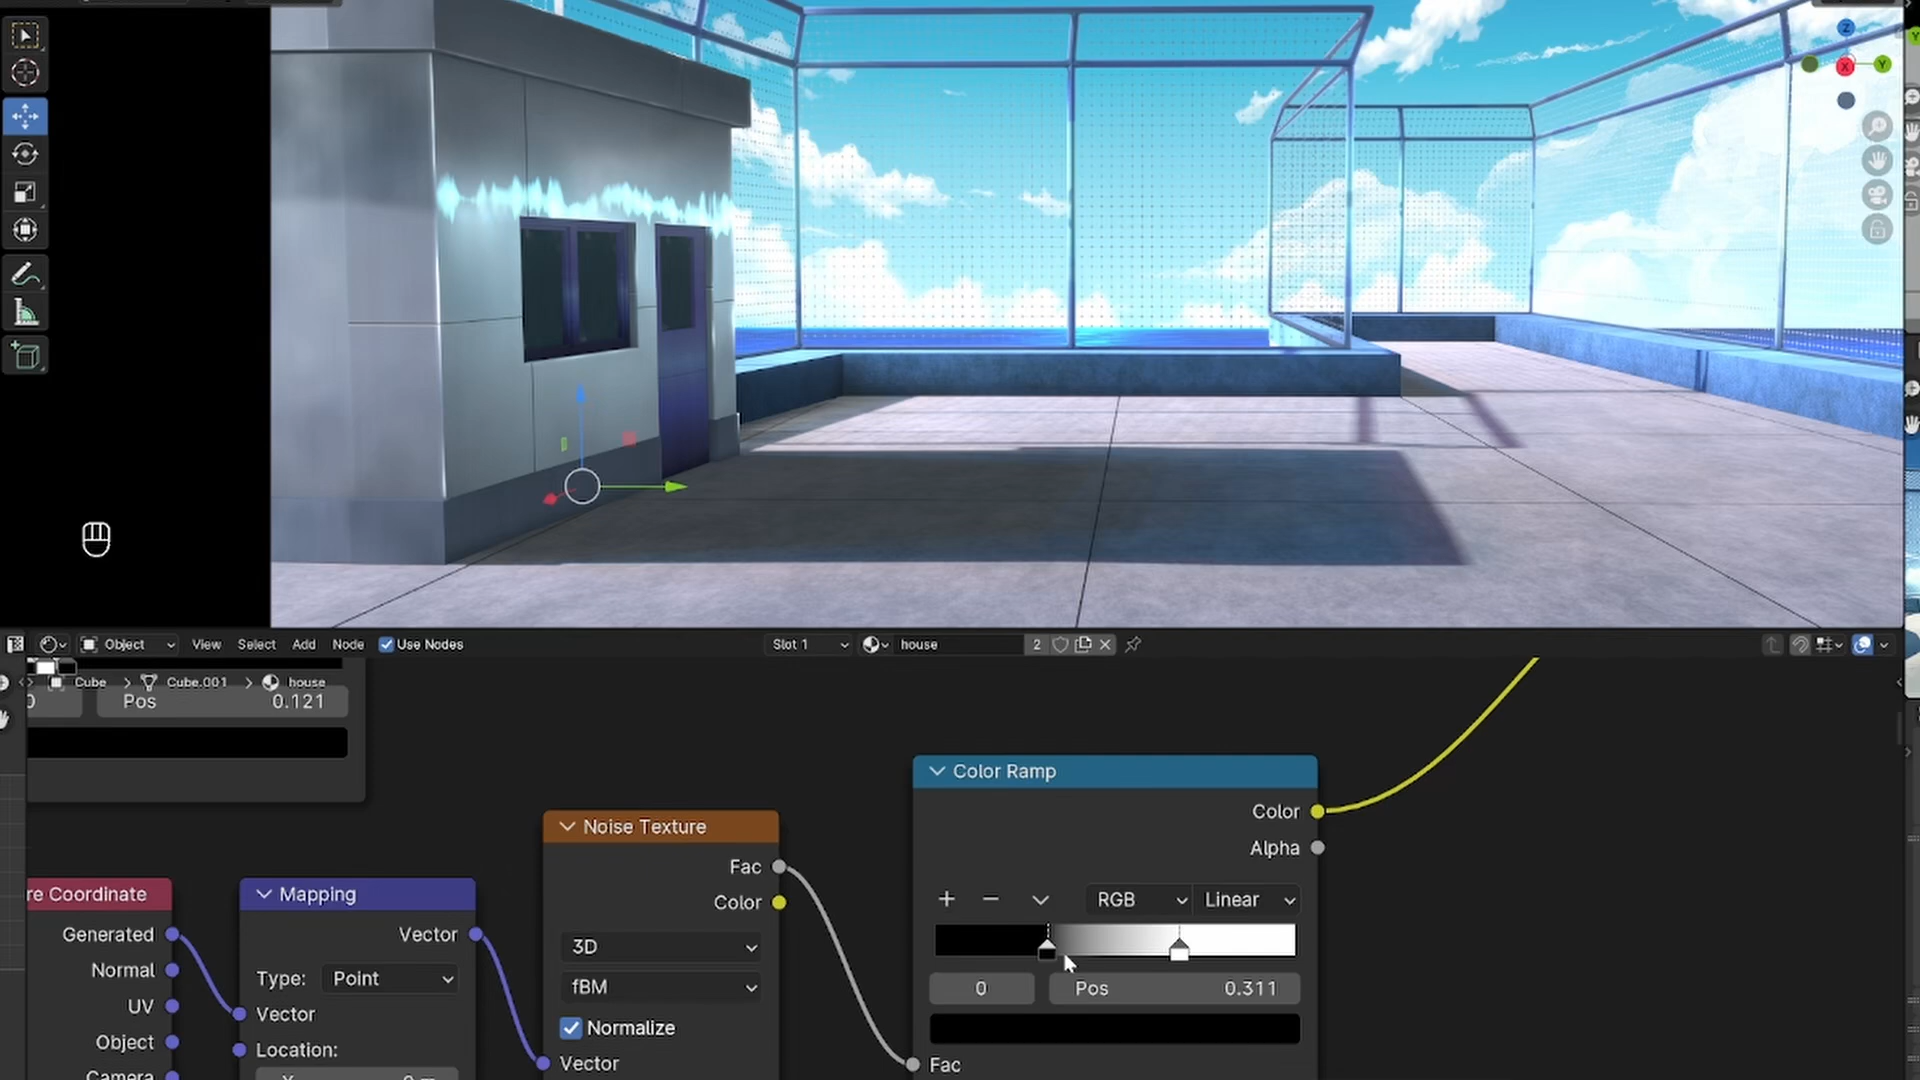 Z
X
Y
Y
Object View Select Add Node Use Nodes Slot 1 house 2
Cube > Cube.001 > house
0 Pos 0.121
Color Ramp
Color
Alpha
Noise Texture
Fac
Color
RGB Linear
re Coordinate
Mapping
Generated
Vector
3D
Normal
Type: Point
fBM
0 Pos 0.311
UV
Vector
Normalize
Object
Location:
Vector
Fac
Camera